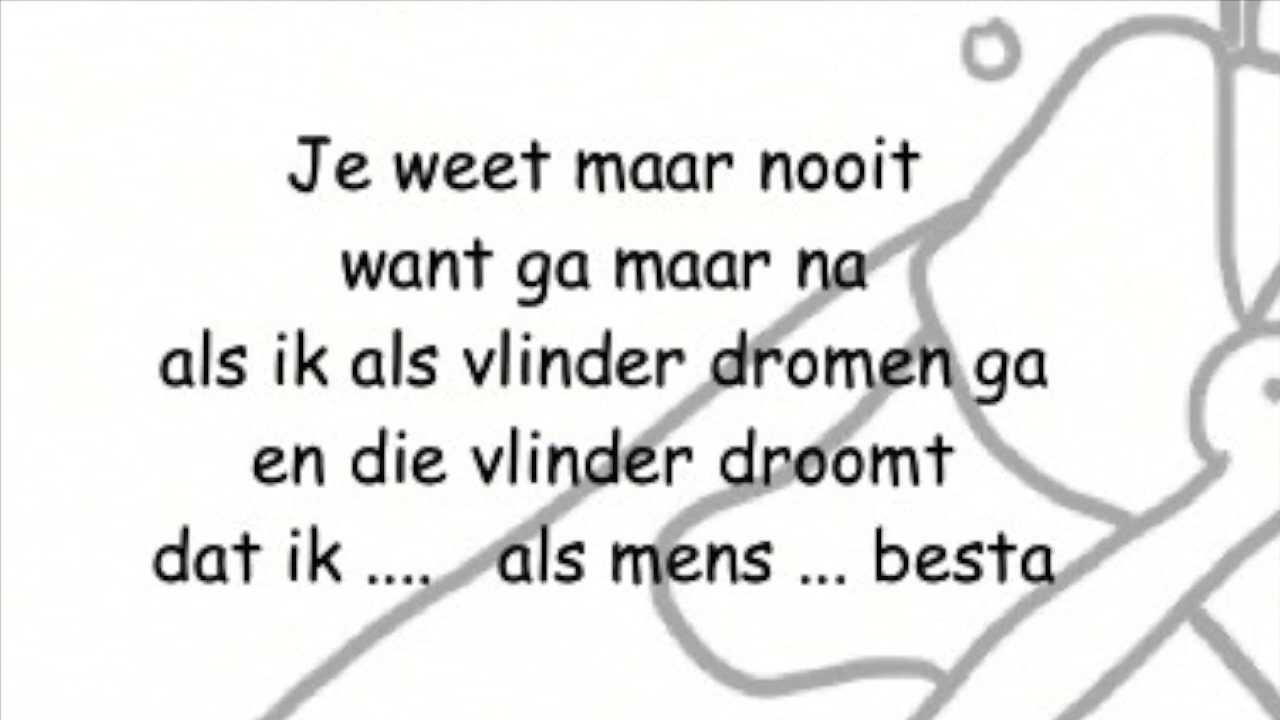 Je weet maar nooit
want ga maar na
als ik als vlinder dromen ga
en die vlinder droomt
dat ik .... als mens ... besta